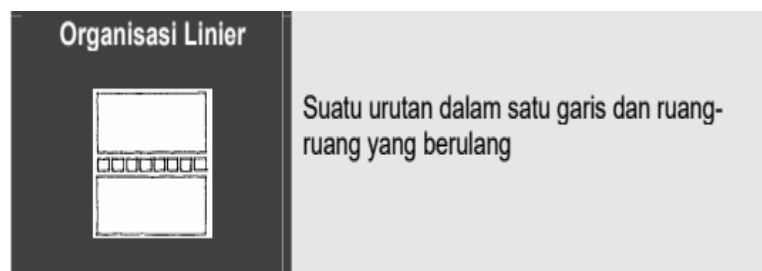 Organisasi Linier
Suatu urutan dalam satu garis dan ruang-
ruang yang berulang